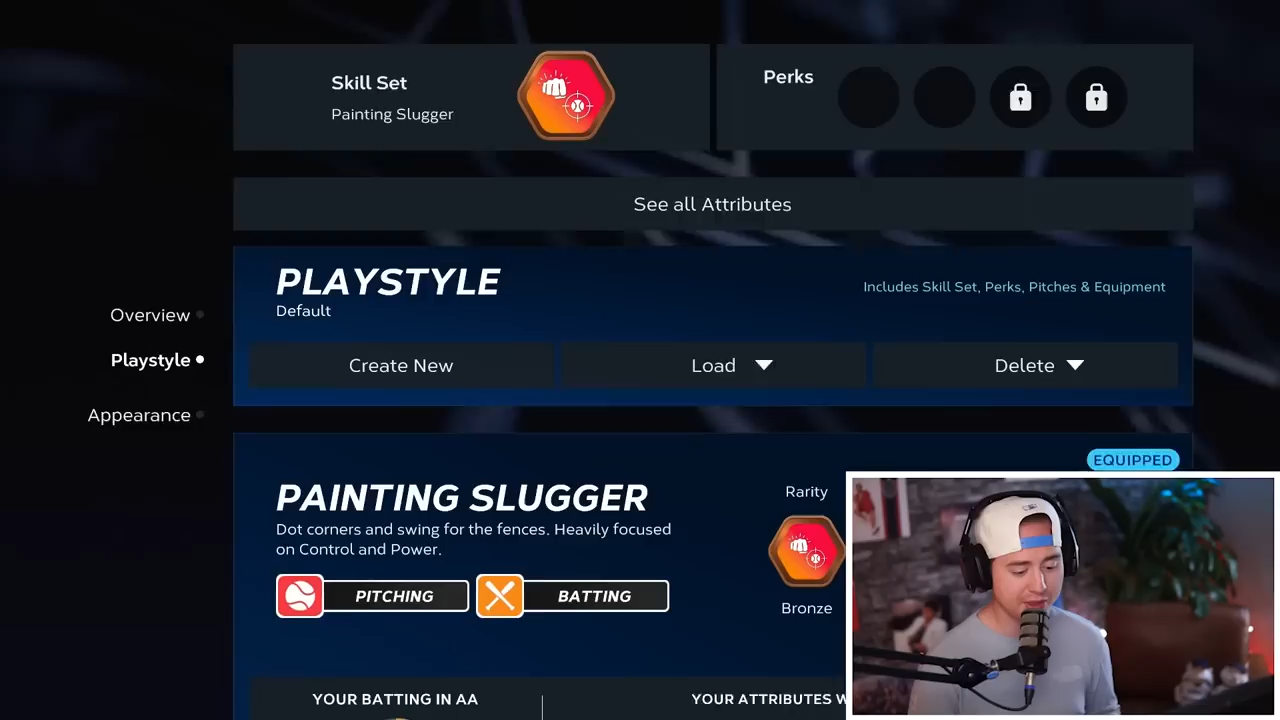 Skill Set
Painting Slugger
Perks
See all Attributes
PLAYSTYLE
Default
Includes Skill Set, Perks, Pitches & Equipment
Overview
Playstyle
Appearance
Create New
Load
Delete
EQUIPPED
PAINTING SLUGGER
Dot corners and swing for the fences. Heavily focused
on Control and Power.
Rarity
Bronze
PITCHING
BATTING
YOUR BATTING IN AA
YOUR ATTRIBUTES